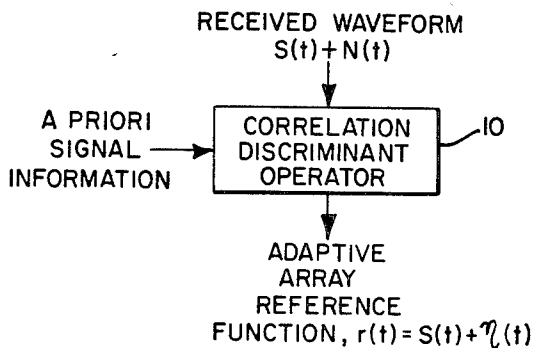 RECEIVED WAVEFORM
S(t) + N(t)
A PRIORI
SIGNAL
INFORMATION
CORRELATION
DISCRIMINANT
OPERATOR
10
ADAPTIVE
ARRAY
REFERENCE
FUNCTION, r(t) = S(t) + η(t)